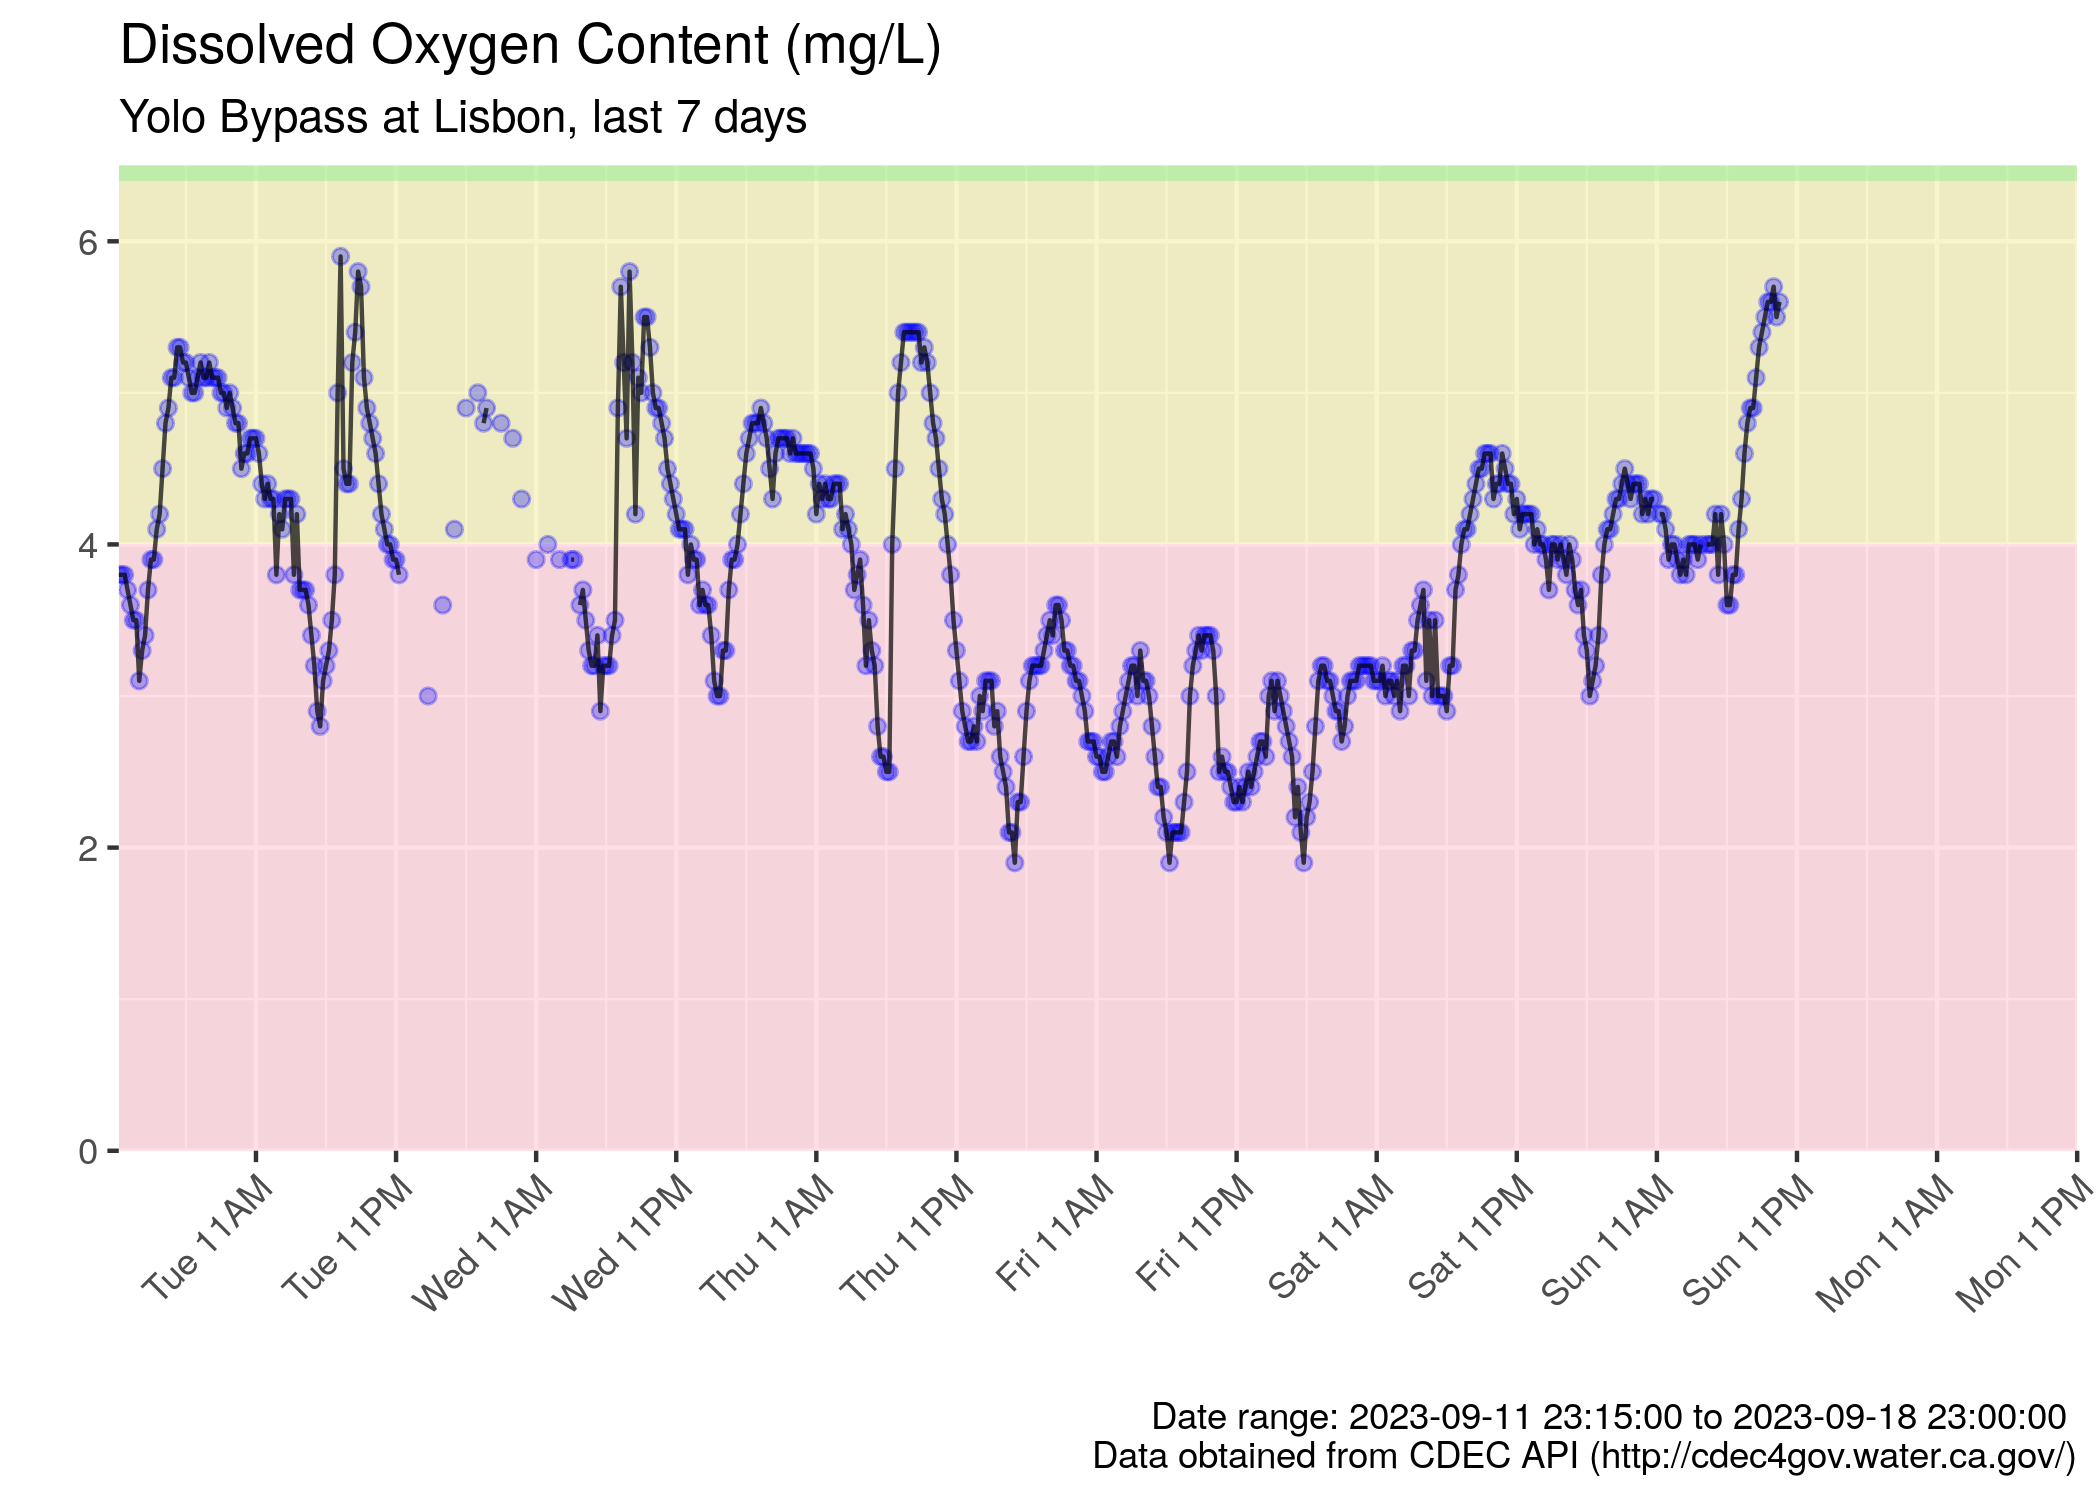 Dissolved Oxygen Content (mg/L)
Yolo Bypass at Lisbon, last 7 days
6
4
2
0
Tue 11AM
Tue 11PM
Wed 11AM
Wed 11PM
Thu 11AM
Thu 11PM
Fri 11AM
Fri 11PM
Sat 11AM
Sat 11PM
Sun 11AM
Sun 11PM
Mon 11AM
Mon 11PM
Date range: 2023-09-11 23:15:00 to 2023-09-18 23:00:00
Data obtained from CDEC API (http://cdec4gov.water.ca.gov/)